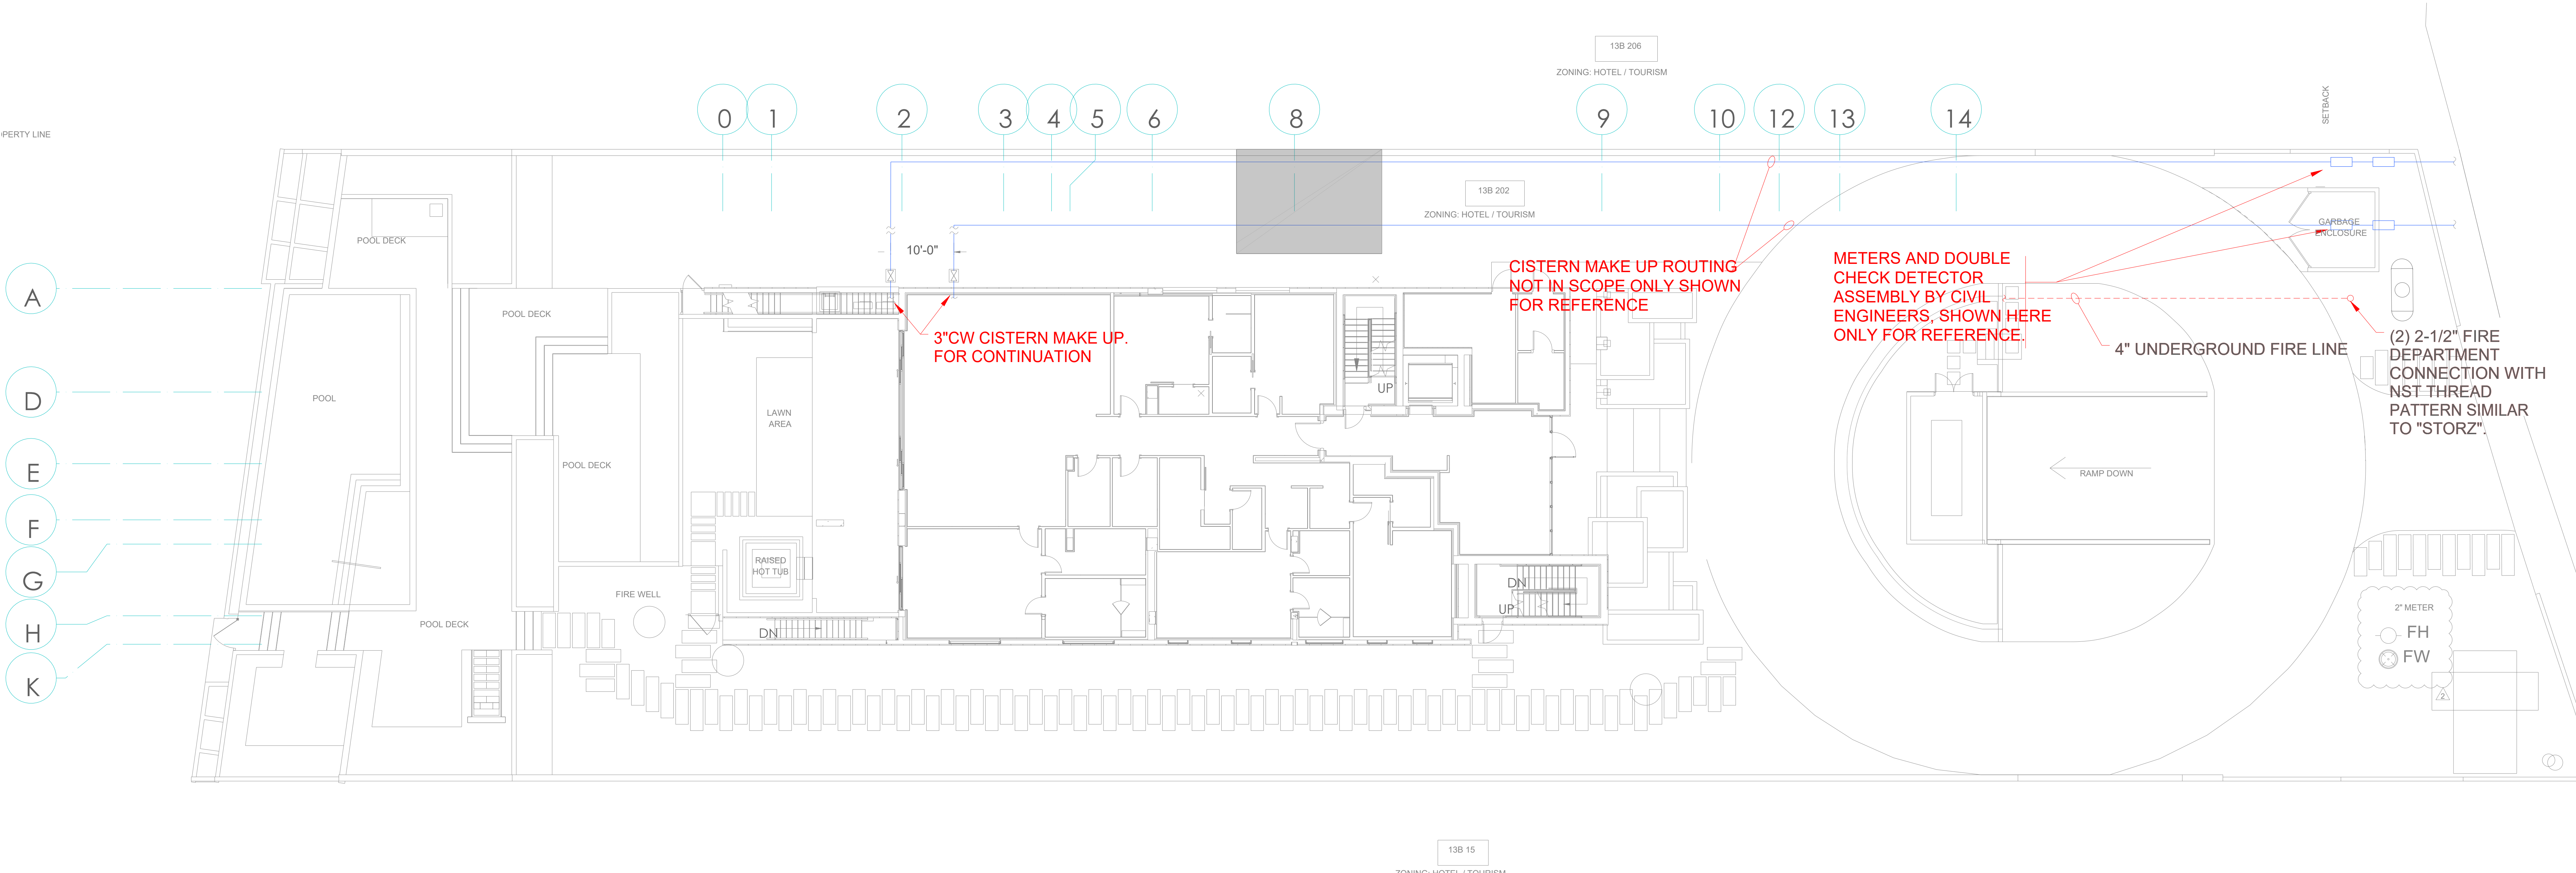 13B 206
ZONING: HOTEL / TOURISM
SETBACK
0 1 2 3 4 5 6 8 9 10 12 13 14
PERTY LINE
13B 202
ZONING: HOTEL / TOURISM
GARBAGE
ENCLOSURE
POOL DECK
10'-0"
CISTERN MAKE UP ROUTING
NOT IN SCOPE ONLY SHOWN
FOR REFERENCE
METERS AND DOUBLE
CHECK DETECTOR
ASSEMBLY BY CIVIL
ENGINEERS, SHOWN HERE
ONLY FOR REFERENCE.
A
POOL DECK
3"CW CISTERN MAKE UP.
FOR CONTINUATION
4" UNDERGROUND FIRE LINE
(2) 2-1/2" FIRE
DEPARTMENT
CONNECTION WITH
NST THREAD
PATTERN SIMILAR
TO "STORZ".
UP
D
POOL
LAWN
AREA
E
POOL DECK
RAMP DOWN
F
G
RAISED
HOT TUB
DN
UP
FIRE WELL
2" METER
FH
FW
2
H
POOL DECK
DN
K
13B 15
ZONING: HOTEL / TOURISM